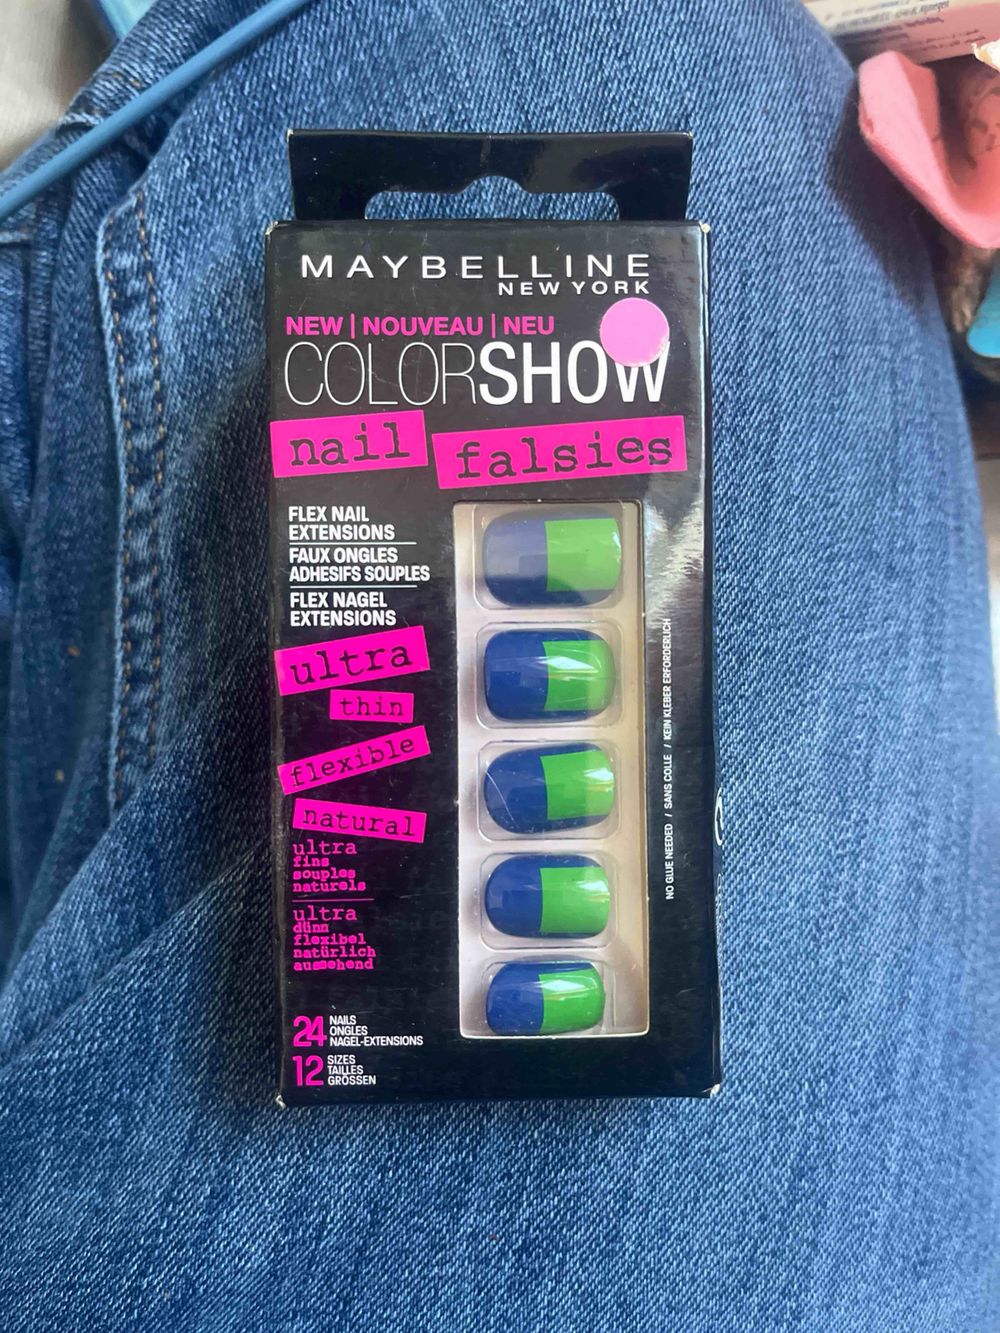 MAYBELLINE
NEW YORK
NEW | NOUVEAU | NEU
COLORSHOW
nail falsies
FLEX NAIL
EXTENSIONS
FAUX ONGLES
ADHESIFS SOUPLES
FLEX NAGEL
EXTENSIONS
ultra
thin
flexible
natural
ultra
fins
souples
naturels
ultra
dünn
flexibel
natürlich
aussehend
24 NAILS
ONGLES
NAGEL-EXTENSIONS
12 SIZES
TAILLES
GRÖSSEN
NO GLUE NEEDED / SANS COLLE / KEIN KLEBER ERFORDERLICH